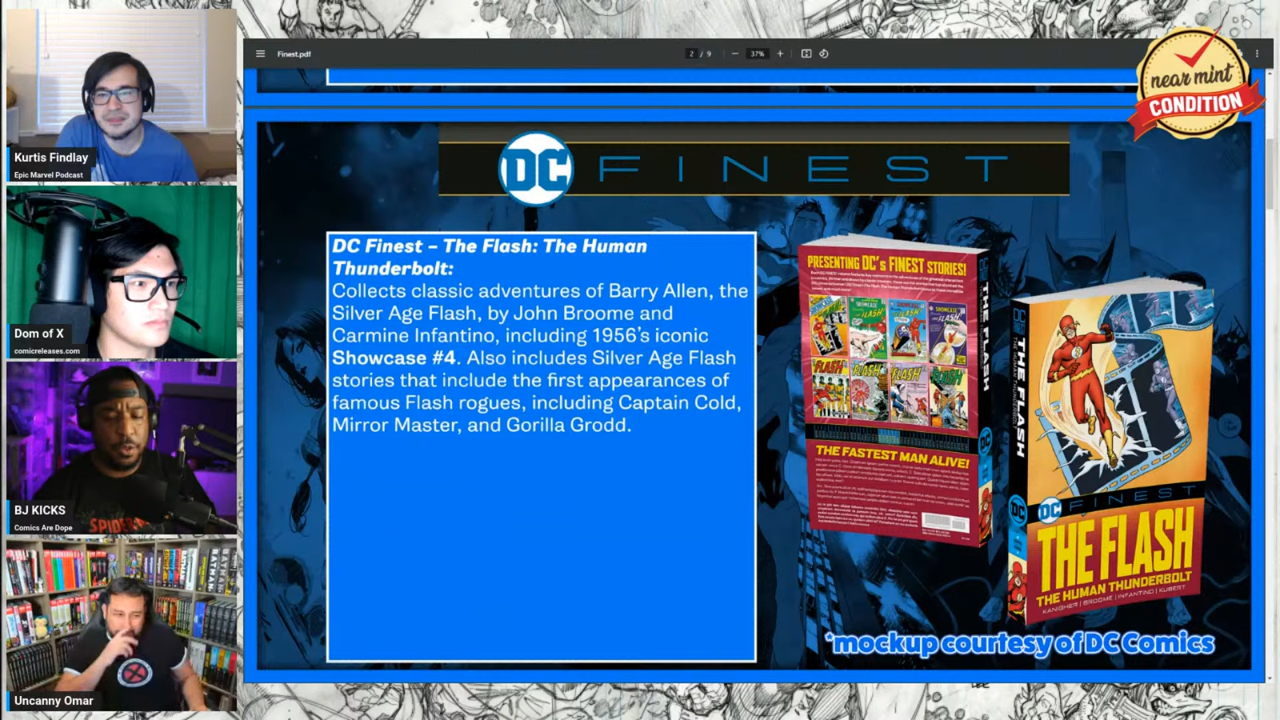 Finest.pdf
2 / 9
37%
near mint
CONDITION
Kurtis Findlay
Epic Marvel Podcast
Dom of X
comicreleases.com
BJ KICKS
Comics Are Dope
Uncanny Omar
DC FINEST
DC Finest – The Flash: The Human
Thunderbolt:
Collects classic adventures of Barry Allen, the
Silver Age Flash, by John Broome and
Carmine Infantino, including 1956's iconic
Showcase #4. Also includes Silver Age Flash
stories that include the first appearances of
famous Flash rogues, including Captain Cold,
Mirror Master, and Gorilla Grodd.
PRESENTING DC'S FINEST STORIES!
THE FASTEST MAN ALIVE!
THE FLASH
DC
THE FLASH
DC
DC FINEST
THE FLASH
THE HUMAN THUNDERBOLT
KANIGHER | BROOME | INFANTINO | KUBERT
*mockup courtesy of DC Comics